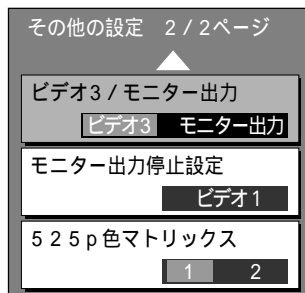 その他の設定　２/２ページ
ビデオ3/モニター出力
ビデオ3　モニター出力
モニター出力停止設定
ビデオ1
５２５ｐ色マトリックス
1　2